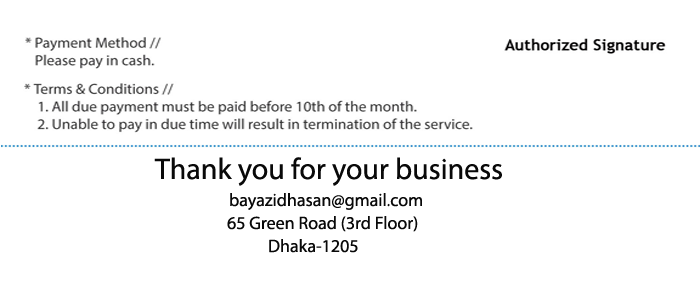 * Payment Method //
Authorized Signature
Please pay in cash.
* Terms & Conditions //
1. All due payment must be paid before 10th of the month.
2. Unable to pay in due time will result in termination of the service.
Thank you for your business
bayazidhasan@gmail.com
65 Green Road (3rd Floor)
Dhaka-1205